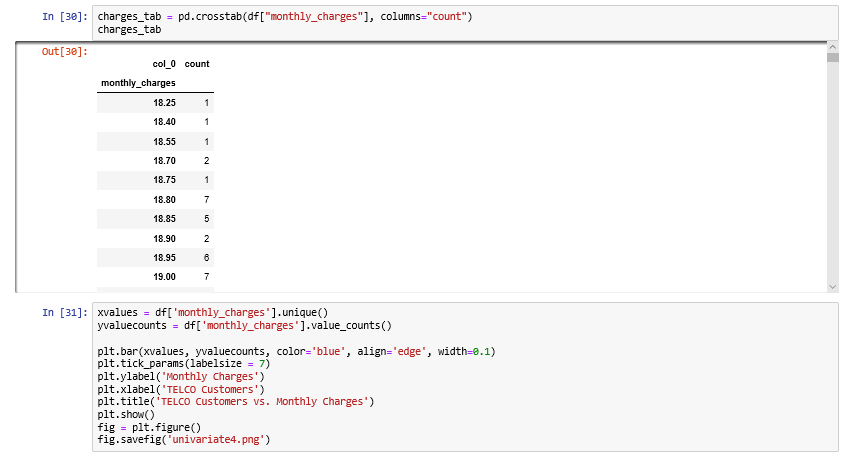 In [30]: charges_tab = pd.crosstab(df["monthly_charges"], columns="count")
charges_tab
Out[30]:
col_0 count
monthly_charges
18.25 1
18.40 1
18.55 1
18.70 2
18.75 1
18.80 7
18.85 5
18.90 2
18.95 6
19.00 7
In [31]: xvalues = df['monthly_charges'].unique()
yvaluecounts = df['monthly_charges'].value_counts()
plt.bar(xvalues, yvaluecounts, color='blue', align='edge', width=0.1)
plt.tick_params(labelsize = 7)
plt.ylabel('Monthly Charges')
plt.xlabel('TELCO Customers')
plt.title('TELCO Customers vs. Monthly Charges')
plt.show()
fig = plt.figure()
fig.savefig('univariate4.png')